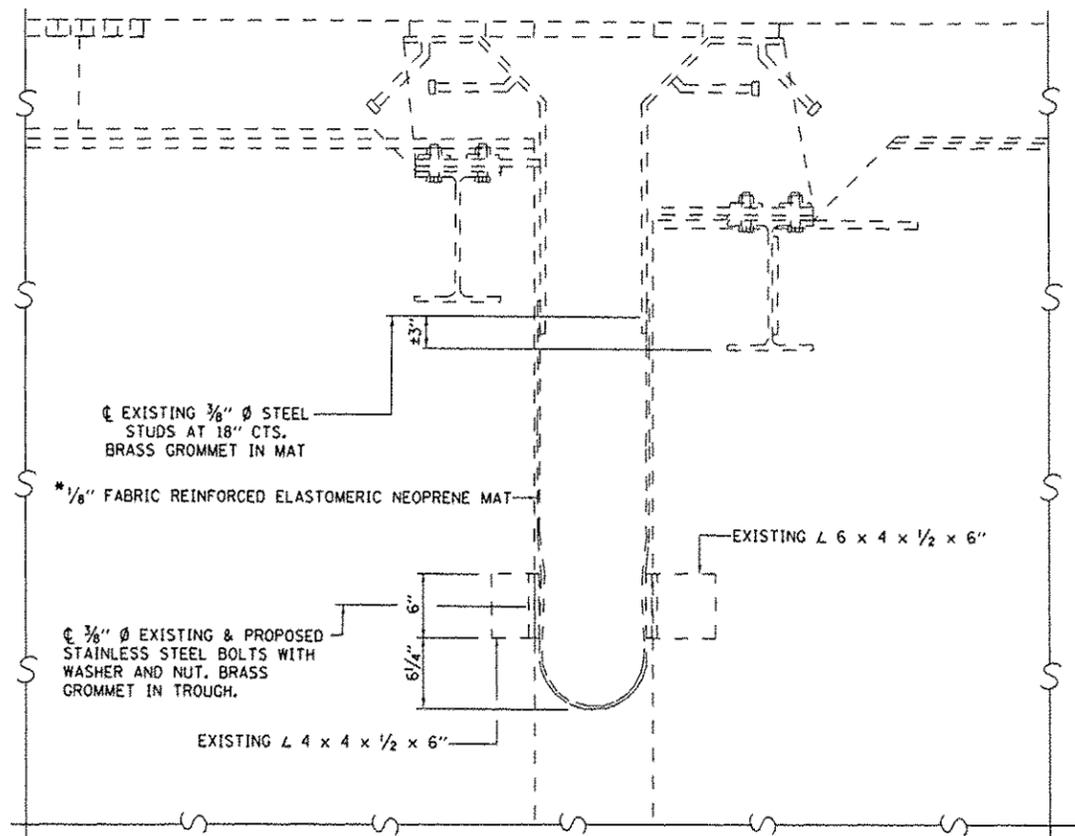 ±3"
℄ EXISTING ⅜" Ø STEEL
STUDS AT 18" CTS.
BRASS GROMMET IN MAT
*⅛" FABRIC REINFORCED ELASTOMERIC NEOPRENE MAT
EXISTING ∠ 6 x 4 x ½ x 6"
6"
℄ ⅜" Ø EXISTING & PROPOSED
STAINLESS STEEL BOLTS WITH
WASHER AND NUT. BRASS
GROMMET IN TROUGH.
6¼"
EXISTING ∠ 4 x 4 x ½ x 6"